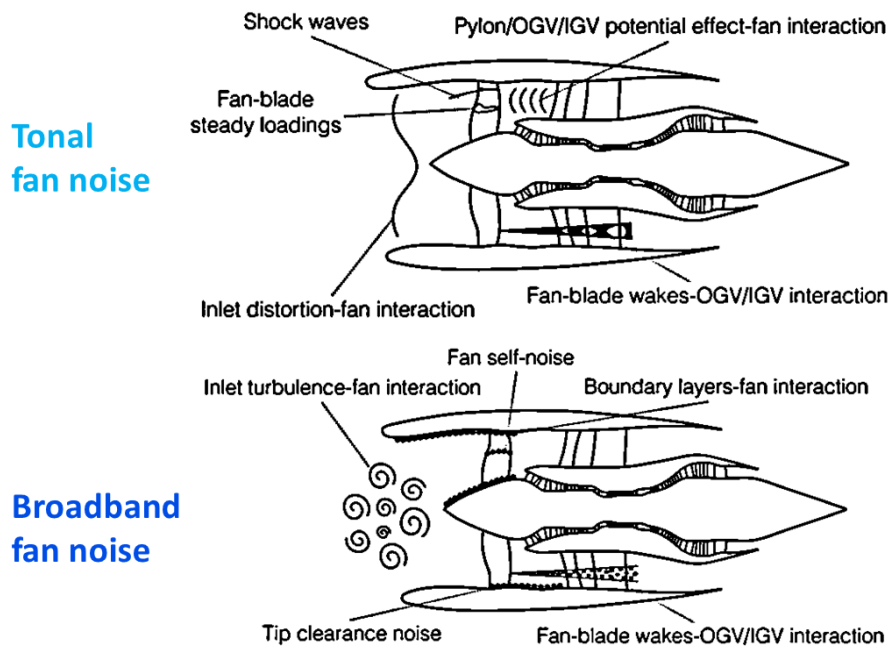 Shock waves
Pylon/OGV/IGV potential effect-fan interaction
Fan-blade
steady loadings
Tonal
fan noise
Inlet distortion-fan interaction
Fan-blade wakes-OGV/IGV interaction
Fan self-noise
Inlet turbulence-fan interaction
Boundary layers-fan interaction
Broadband
fan noise
Tip clearance noise
Fan-blade wakes-OGV/IGV interaction